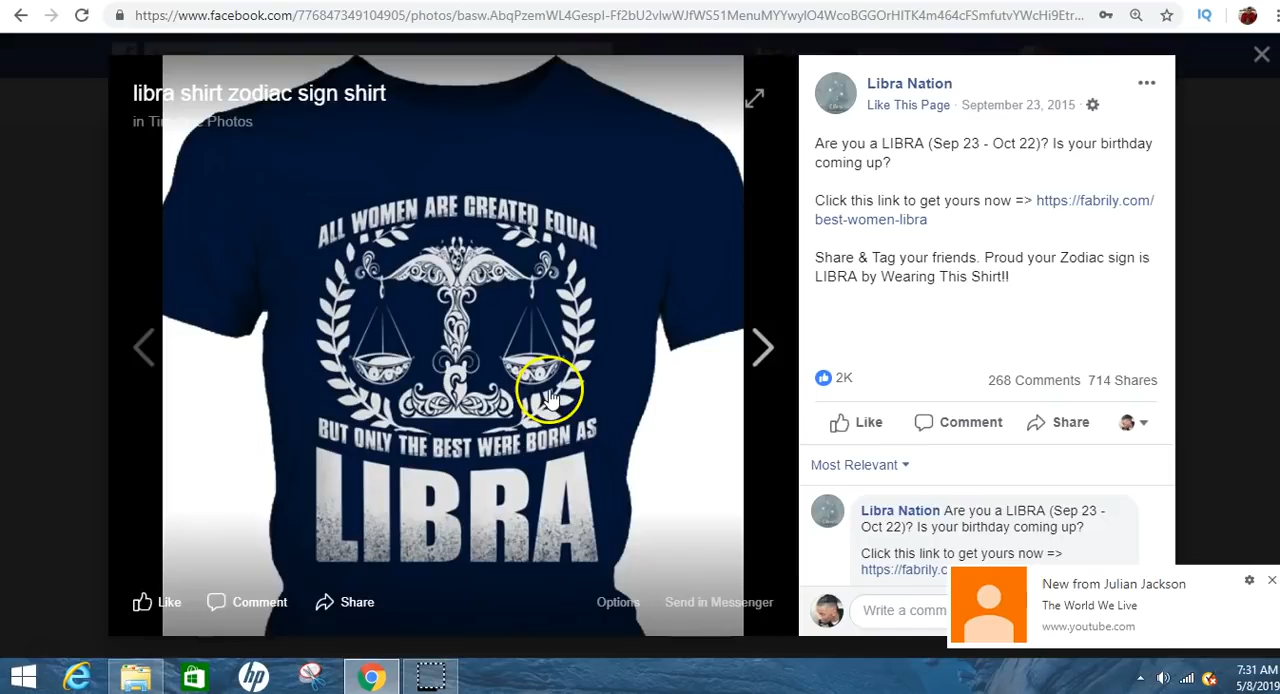 https://www.facebook.com/776847349104905/photos/basw.AbqPzemWL4GespI-Ff2bU2vIwWJfWS51MenuMYYwylO4WcoBGGOrHITK4m464cFSmfutvYWcHi9Etr...
IQ
libra shirt zodiac sign shirt
in Timeline Photos
ALL WOMEN ARE CREATED EQUAL
BUT ONLY THE BEST WERE BORN AS
LIBRA
Like
Comment
Share
Options
Send in Messenger
Libra Nation
Like This Page · September 23, 2015
Are you a LIBRA (Sep 23 - Oct 22)? Is your birthday
coming up?
Click this link to get yours now => https://fabrily.com/
best-women-libra
Share & Tag your friends. Proud your Zodiac sign is
LIBRA by Wearing This Shirt!!
2K
268 Comments 714 Shares
Like
Comment
Share
Most Relevant
Libra Nation Are you a LIBRA (Sep 23 -
Oct 22)? Is your birthday coming up?
Click this link to get yours now =>
https://fabrily.c
Write a comm
New from Julian Jackson
The World We Live
www.youtube.com
hp
7:31 AM
5/8/2019